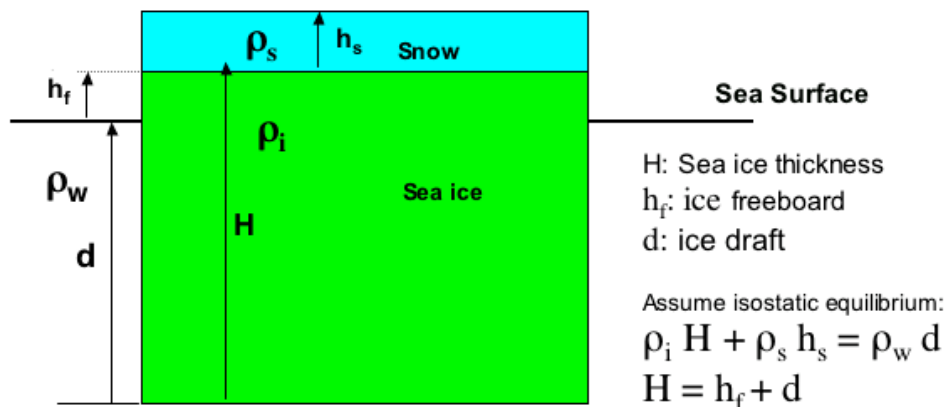 ρs
hs
Snow
hf
Sea Surface
ρi
ρw
Sea ice
H
d
H: Sea ice thickness
hf: ice freeboard
d: ice draft
Assume isostatic equilibrium:
ρi H + ρs hs = ρw d
H = hf + d